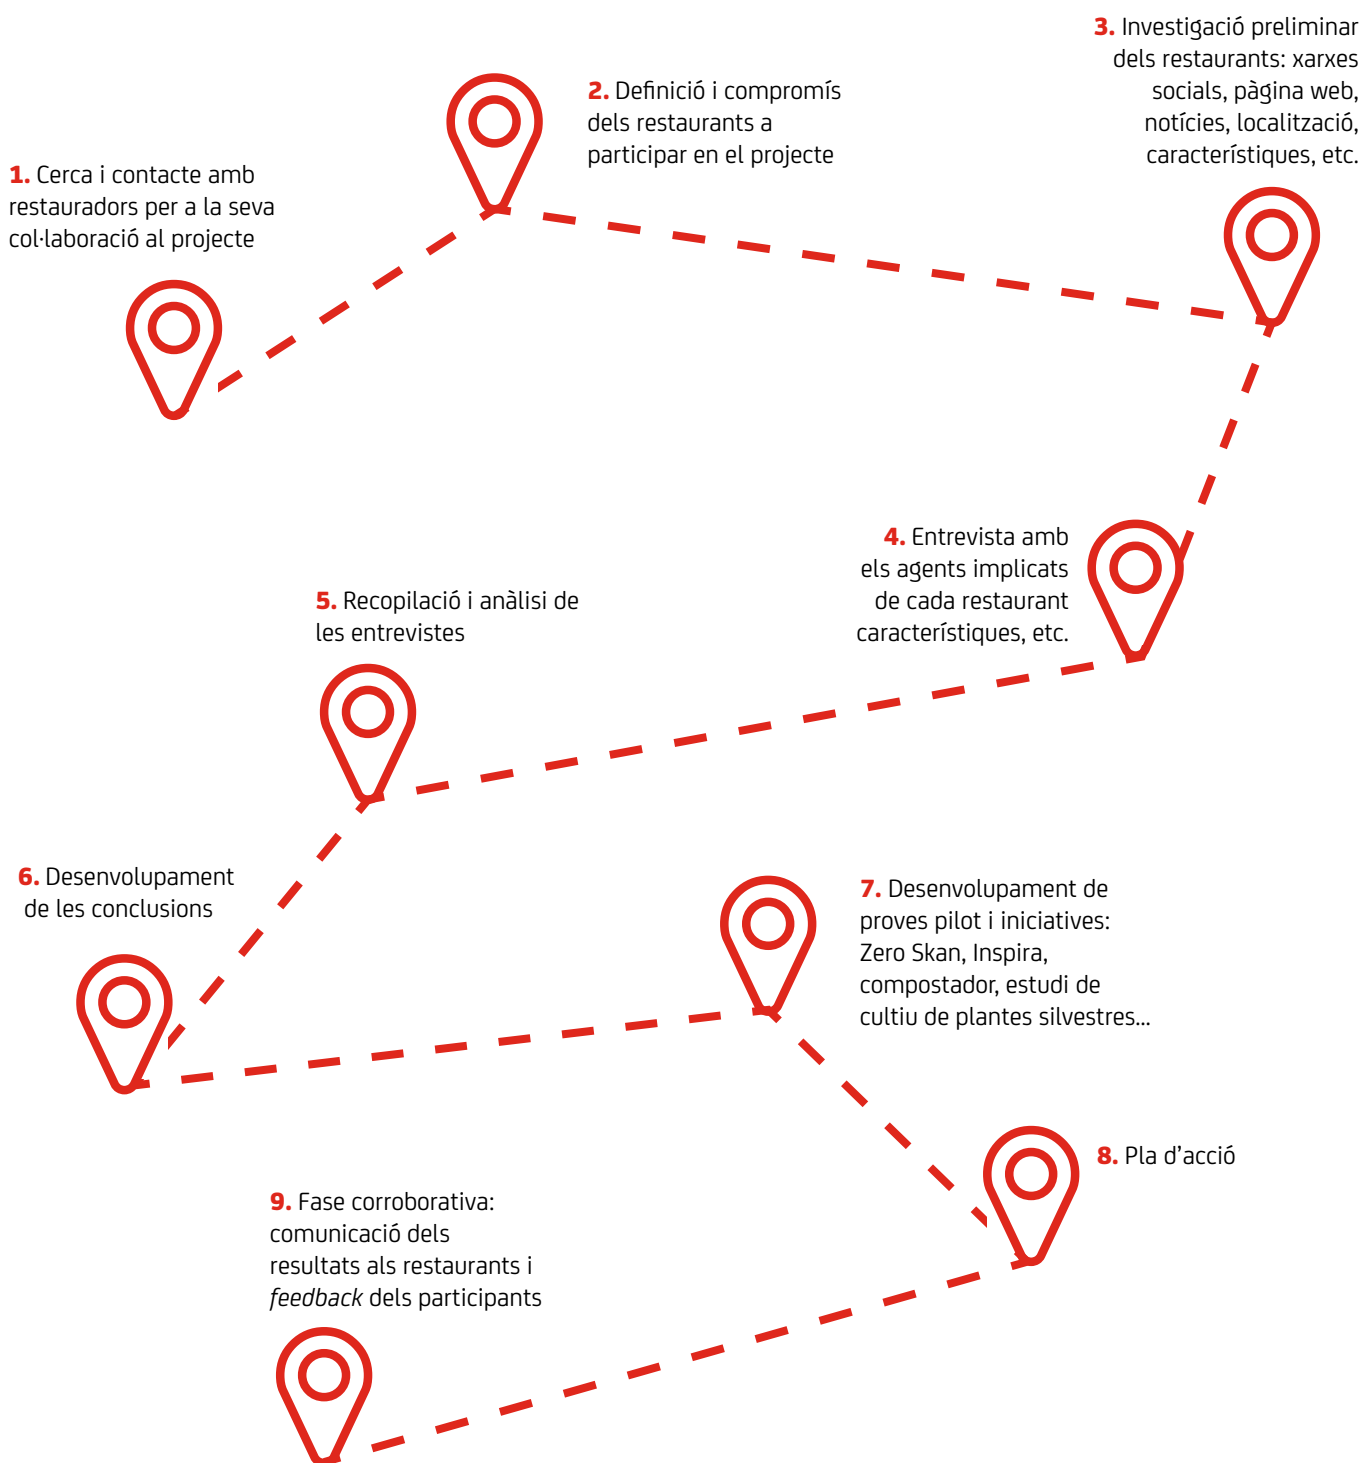 1. Cerca i contacte amb
restauradors per a la seva
col·laboració al projecte
2. Definició i compromís
dels restaurants a
participar en el projecte
3. Investigació preliminar
dels restaurants: xarxes
socials, pàgina web,
notícies, localització,
característiques, etc.
4. Entrevista amb
els agents implicats
de cada restaurant
característiques, etc.
5. Recopilació i anàlisi de
les entrevistes
6. Desenvolupament
de les conclusions
7. Desenvolupament de
proves pilot i iniciatives:
Zero Skan, Inspira,
compostador, estudi de
cultiu de plantes silvestres...
8. Pla d’acció
9. Fase corroborativa:
comunicació dels
resultats als restaurants i
feedback dels participants